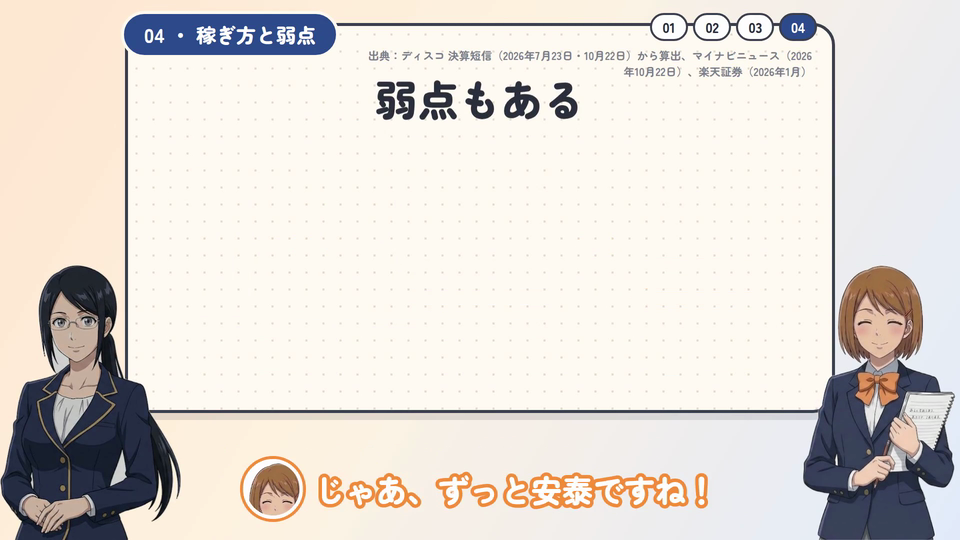 04 ・ 稼ぎ方と弱点
01 02 03 04
出典：ディスコ 決算短信（2026年7月23日・10月22日）から算出、マイナビニュース（2026
年10月22日）、楽天証券（2026年1月）
弱点もある
じゃあ、ずっと安泰ですね！